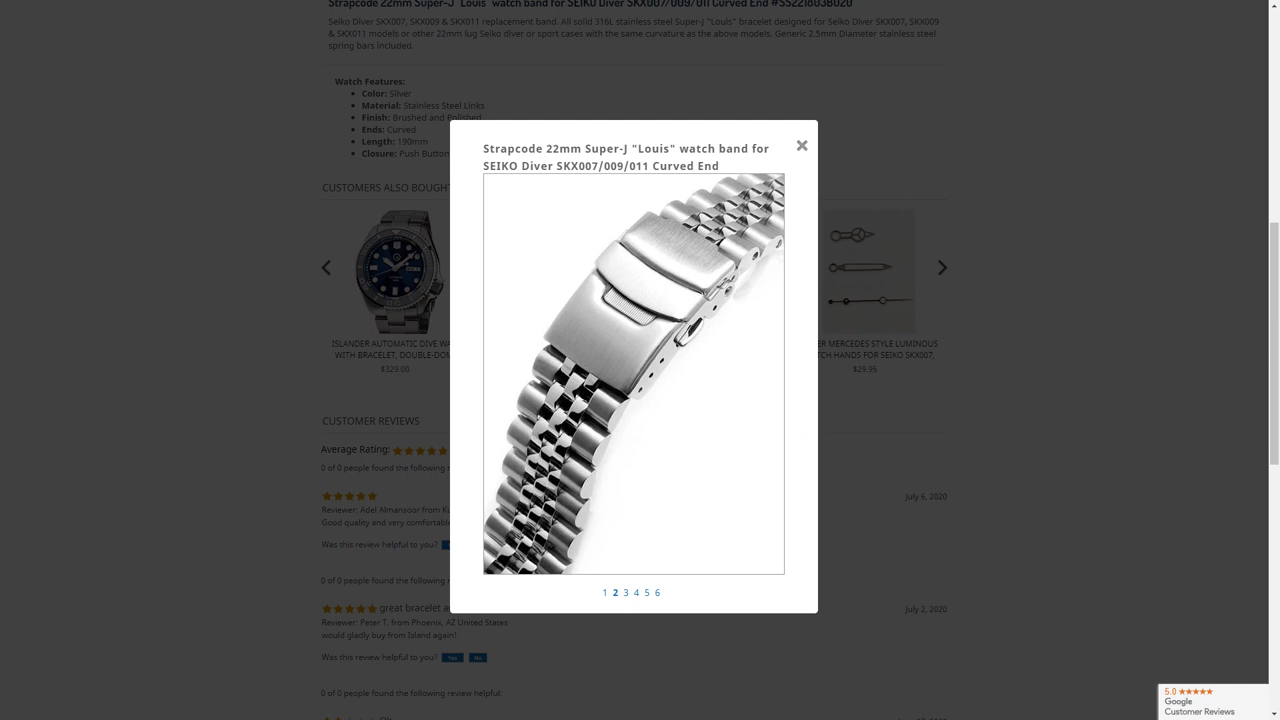 Strapcode 22mm Super-J "Louis" watch band for SEIKO Diver SKX007/009/011 Curved End #SS221803B020
Seiko Diver SKX007, SKX009 & SKX011 replacement band. All solid 316L stainless steel Super-J "Louis" bracelet designed for Seiko SKX007, SKX009
& SKX011 models or other 22mm lug Seiko diver or sport cases with the same curvature as the above models. Generic 2.5mm Diameter stainless steel
spring bars included.
Watch Features:
Color: Silver
Material: Stainless Steel Links
Finish: Brushed and Polished
Ends: Curved
Length: 190mm
Closure: Push Button
Strapcode 22mm Super-J "Louis" watch band for
SEIKO Diver SKX007/009/011 Curved End
CUSTOMERS ALSO BOUGHT
ISLANDER AUTOMATIC DIVE WA
WITH BRACELET, DOUBLE-DOM
$329.00
ER MERCEDES STYLE LUMINOUS
TCH HANDS FOR SEIKO SKX007,
$29.95
CUSTOMER REVIEWS
Average Rating:
0 of 0 people found the following r
July 6, 2020
Reviewer: Adel Almansoor from Ku
Good qualey and very comfortable
Was this review helpful to you?
1 2 3 4 5 6
0 of 0 people found the following r
great bracelet a
July 2, 2020
Reviewer: Peter T. from Phoenix, AZ United States
would gladly buy from Island again!
Was this review helpful to you? Yes No
0 of 0 people found the following review helpful:
5.0
Google
Customer Reviews